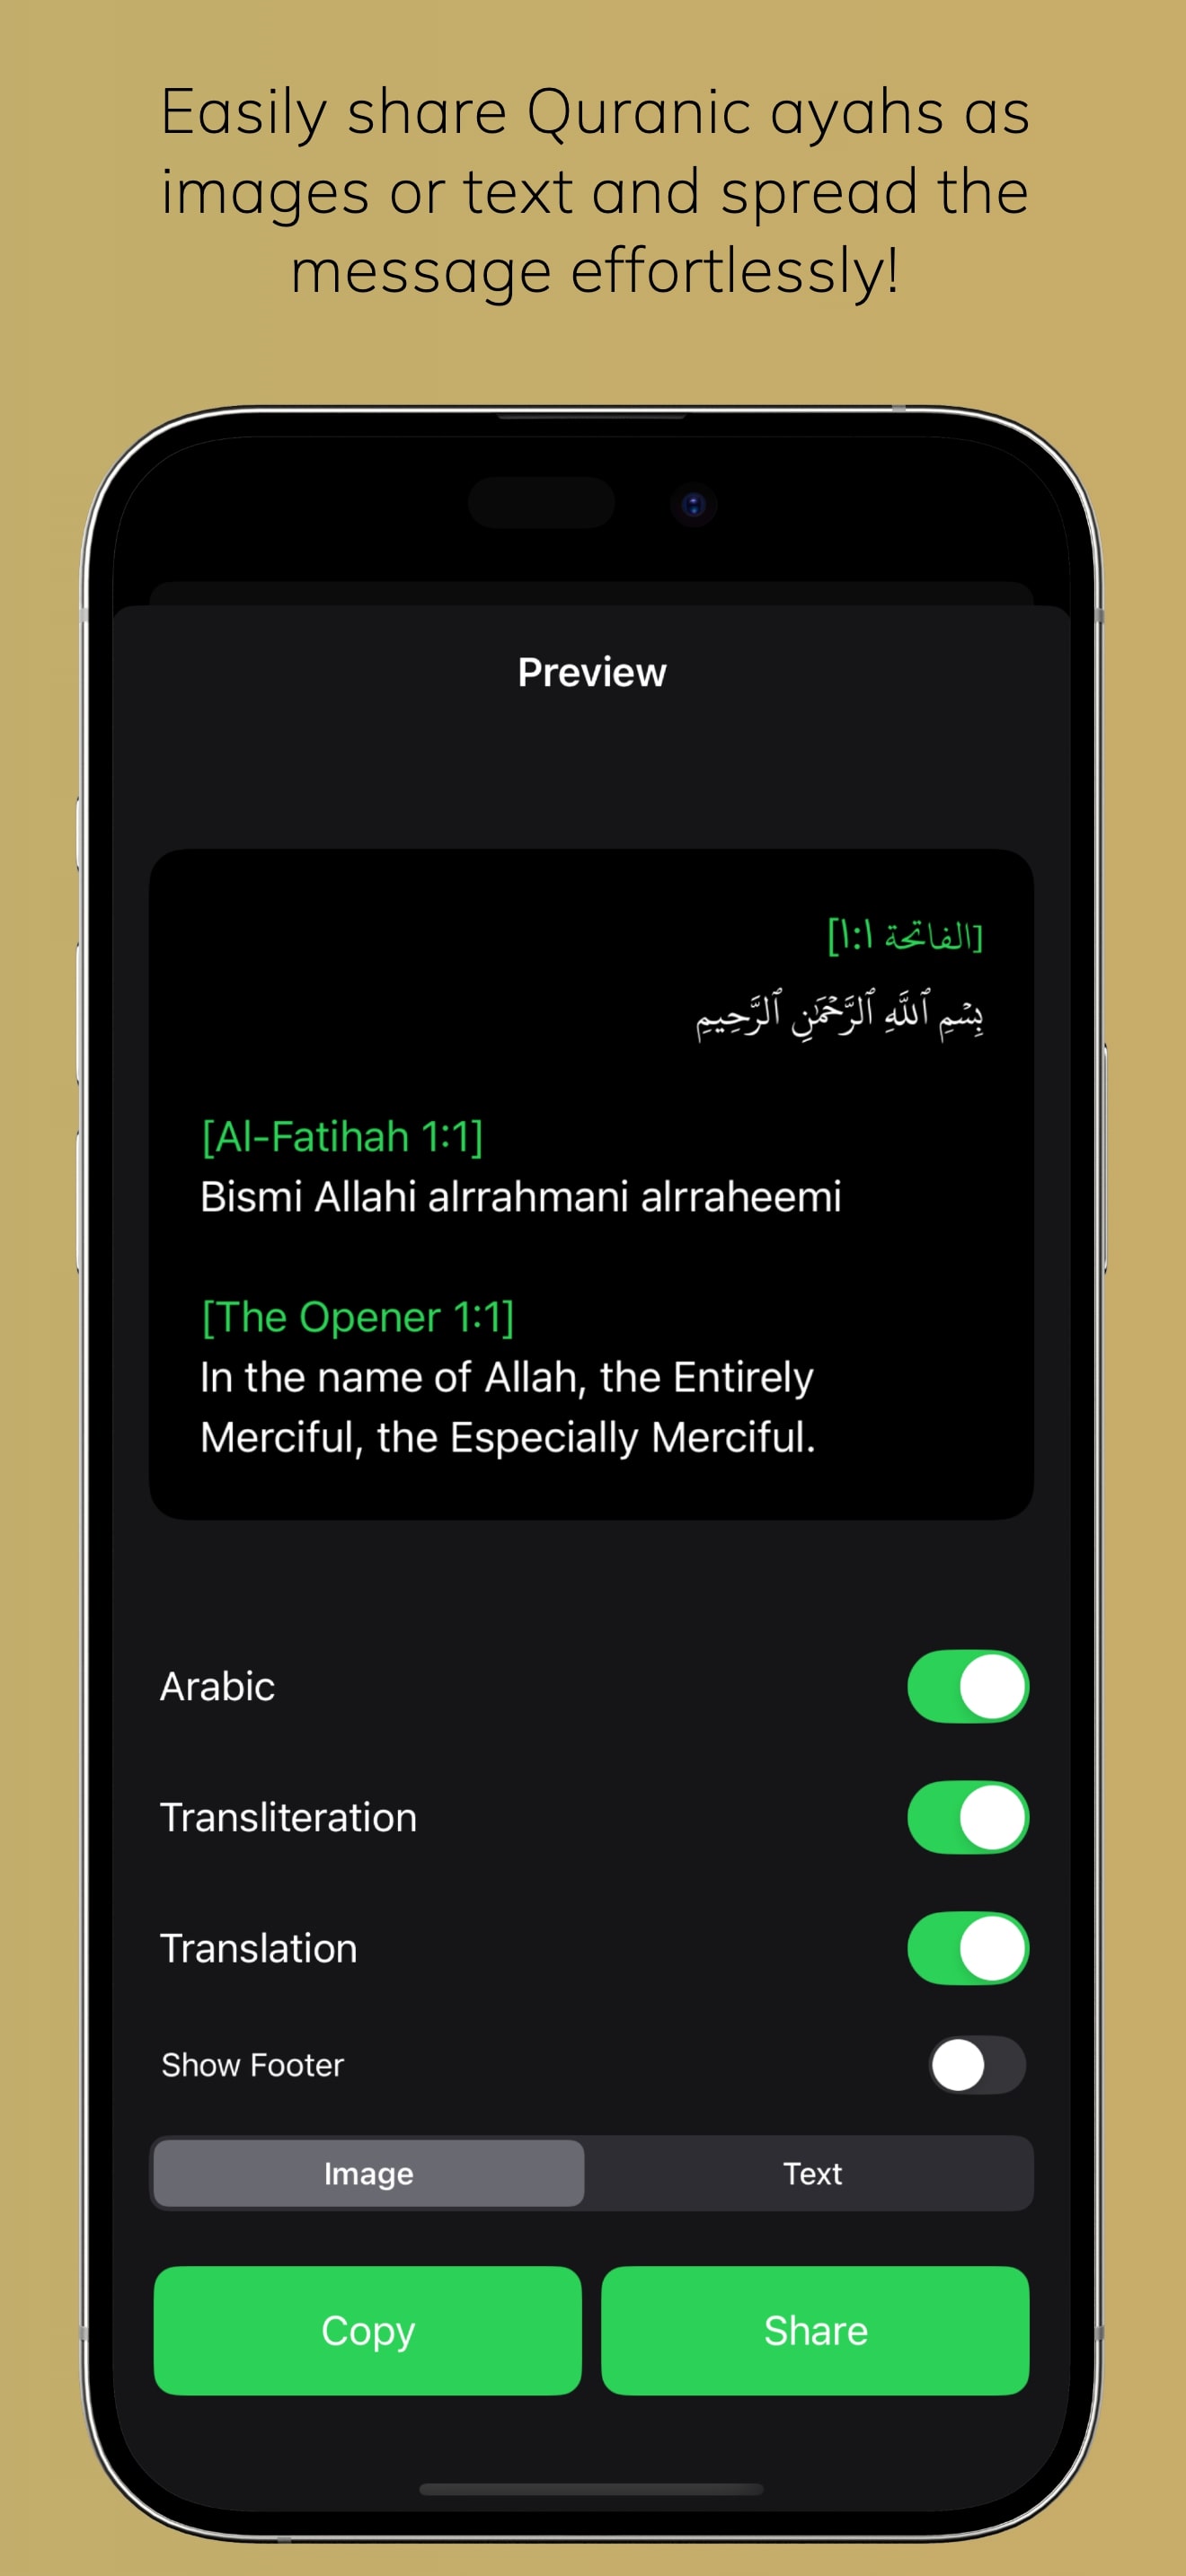 Easily share Quranic ayahs as
images or text and spread the
message effortlessly!
Preview
[الفاتحة ١:١]
بِسۡمِ ٱللَّهِ ٱلرَّحۡمَٰنِ ٱلرَّحِيمِ
[Al-Fatihah 1:1]
Bismi Allahi alrrahmani alrraheemi
[The Opener 1:1]
In the name of Allah, the Entirely
Merciful, the Especially Merciful.
Arabic
Transliteration
Translation
Show Footer
Image Text
Copy Share